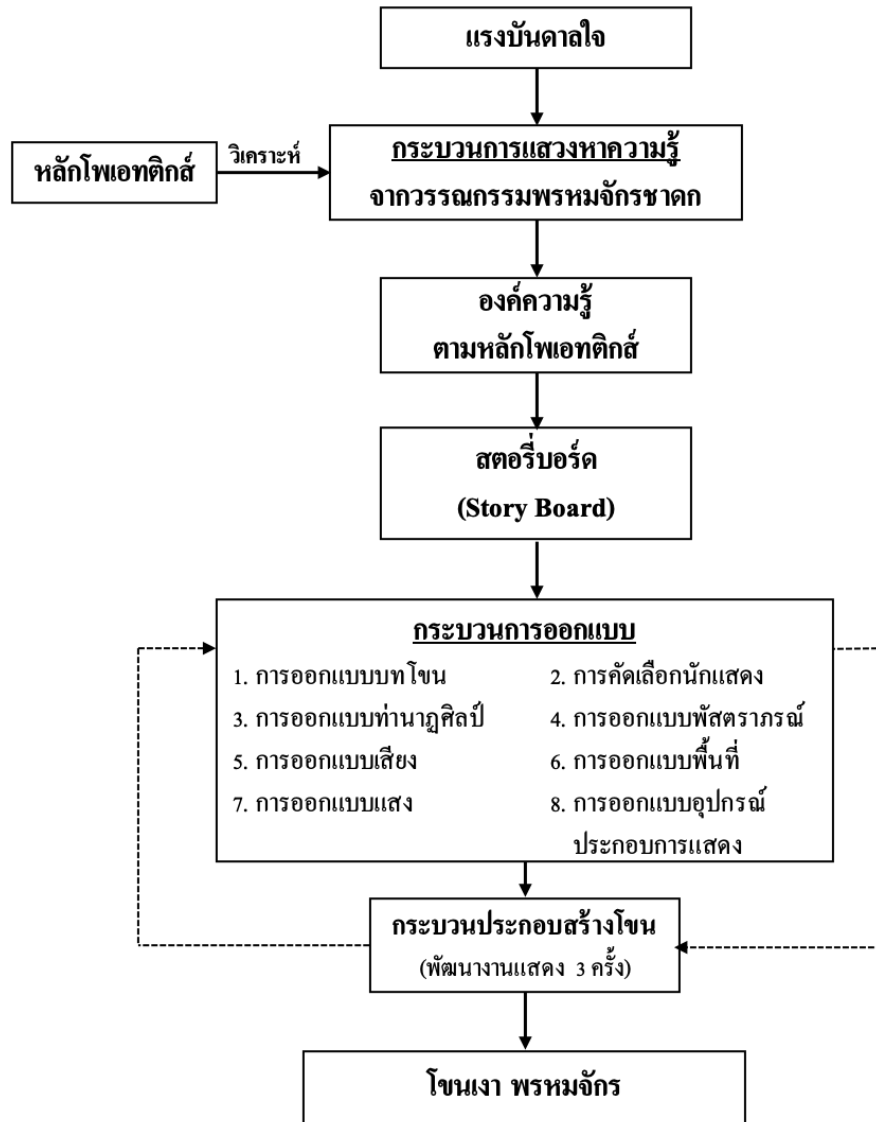 แรงบันดาลใจ
หลักโพเอทติกส์
วิเคราะห์
กระบวนการแสวงหาความรู้
จากวรรณกรรมพรหมจักรชาดก
องค์ความรู้
ตามหลักโพเอทติกส์
สตอรี่บอร์ด
(Story Board)
กระบวนการออกแบบ
1. การออกแบบบทโขน
2. การคัดเลือกนักแสดง
3. การออกแบบท่านาฏศิลป์
4. การออกแบบพัสตราภรณ์
5. การออกแบบเสียง
6. การออกแบบพื้นที่
7. การออกแบบแสง
8. การออกแบบอุปกรณ์
ประกอบการแสดง
กระบวนประกอบสร้างโขน
(พัฒนางานแสดง 3 ครั้ง)
โขนเงา พรหมจักร